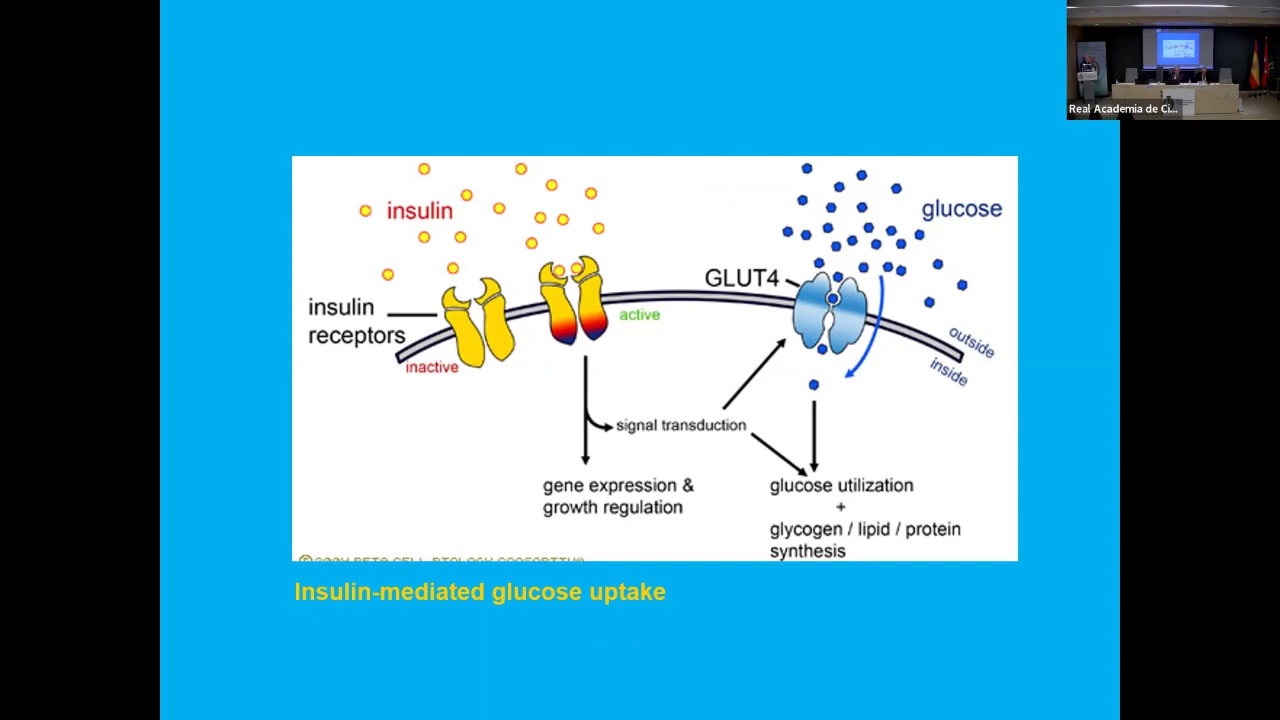 Real Academia de Ci...
insulin
glucose
GLUT4
insulin
receptors
active
inactive
outside
inside
signal transduction
gene expression &
growth regulation
glucose utilization
+
glycogen / lipid / protein
synthesis
Insulin-mediated glucose uptake